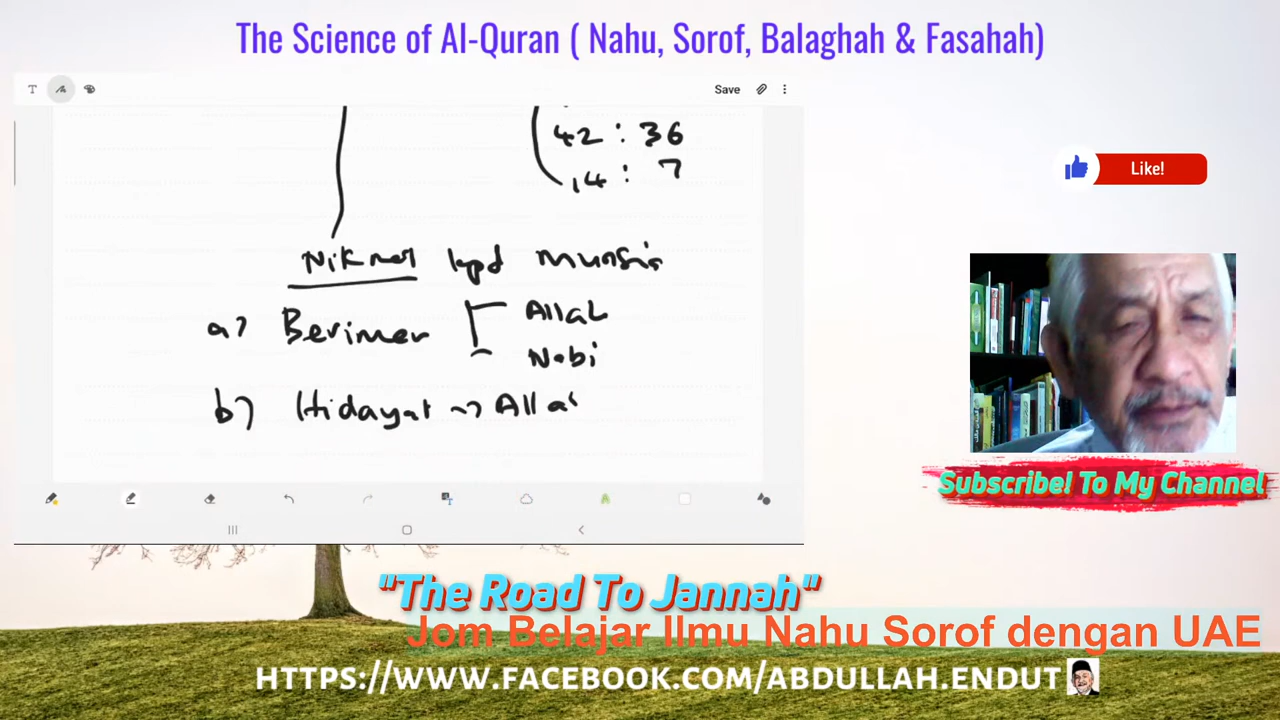 The Science of Al-Quran ( Nahu, Sorof, Balaghah & Fasahah)
T
Save
42 : 36
14 : 7
Nikmat kpd
a) Beriman
Allah
Nabi
b) Hidayat → Allah
Like!
Subscribe! To My Channel
"The Road To Jannah"
Jom Belajar Ilmu Nahu Sorof dengan UAE
HTTPS://WWW.FACEBOOK.COM/ABDULLAH.ENDUT